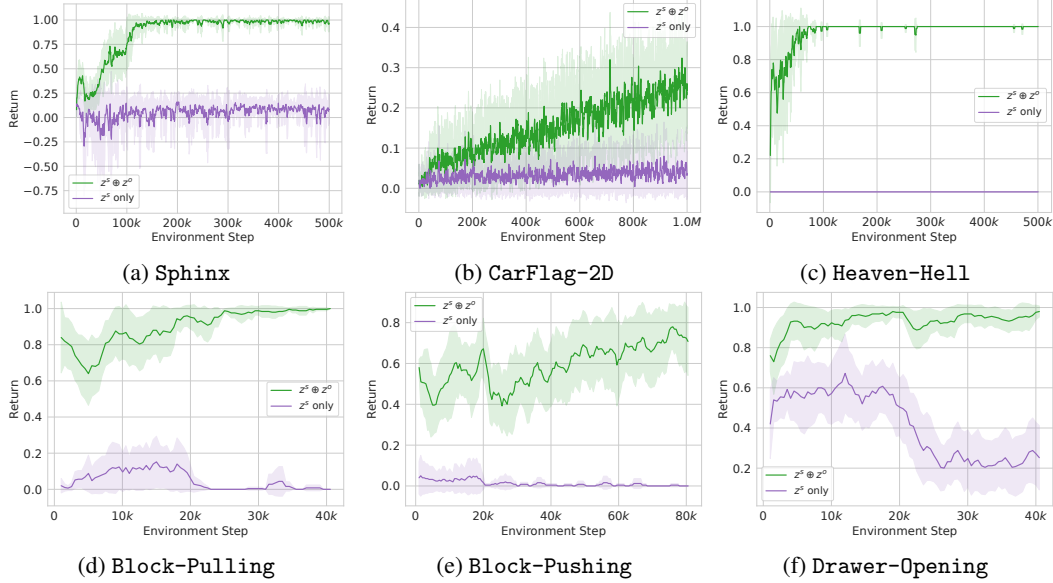 Return
1.00
0.75
0.50
0.25
0.00
−0.25
−0.50
−0.75
z^s ⊕ z^o
z^s only
0
100k
200k
300k
400k
500k
Environment Step
(a) Sphinx
Return
0.4
0.3
0.2
0.1
0.0
z^s ⊕ z^o
z^s only
0
200k
400k
600k
800k
1.0M
Environment Step
(b) CarFlag-2D
Return
1.0
0.8
0.6
0.4
0.2
0.0
z^s ⊕ z^o
z^s only
0
100k
200k
300k
400k
500k
Environment Step
(c) Heaven-Hell
Return
1.0
0.8
0.6
0.4
0.2
0.0
z^s ⊕ z^o
z^s only
0
10k
20k
30k
40k
Environment Step
(d) Block-Pulling
Return
0.8
0.6
0.4
0.2
0.0
z^s ⊕ z^o
z^s only
0
20k
40k
60k
80k
Environment Step
(e) Block-Pushing
Return
1.0
0.8
0.6
0.4
0.2
z^s ⊕ z^o
z^s only
0
10k
20k
30k
40k
Environment Step
(f) Drawer-Opening